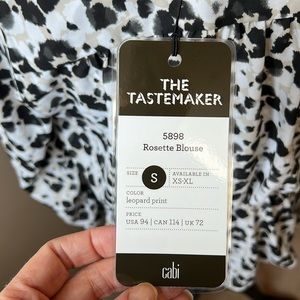 THE
TASTEMAKER
5898
Rosette Blouse
SIZE S AVAILABLE IN
XS-XL
COLOR
leopard print
PRICE
USA 94 | CAN 114 | UK 72
cabi